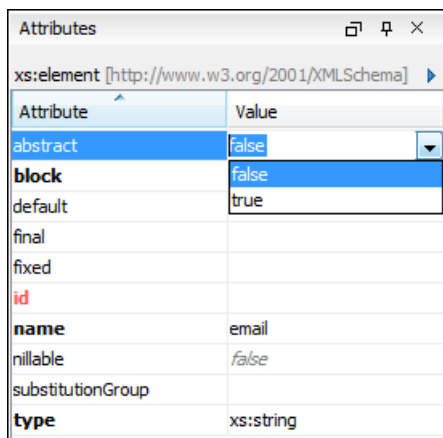 Attributes
xs:element [http://www.w3.org/2001/XMLSchema]
Attribute Value
abstract false
block false
default true
final
fixed
id
name email
nillable false
substitutionGroup
type xs:string